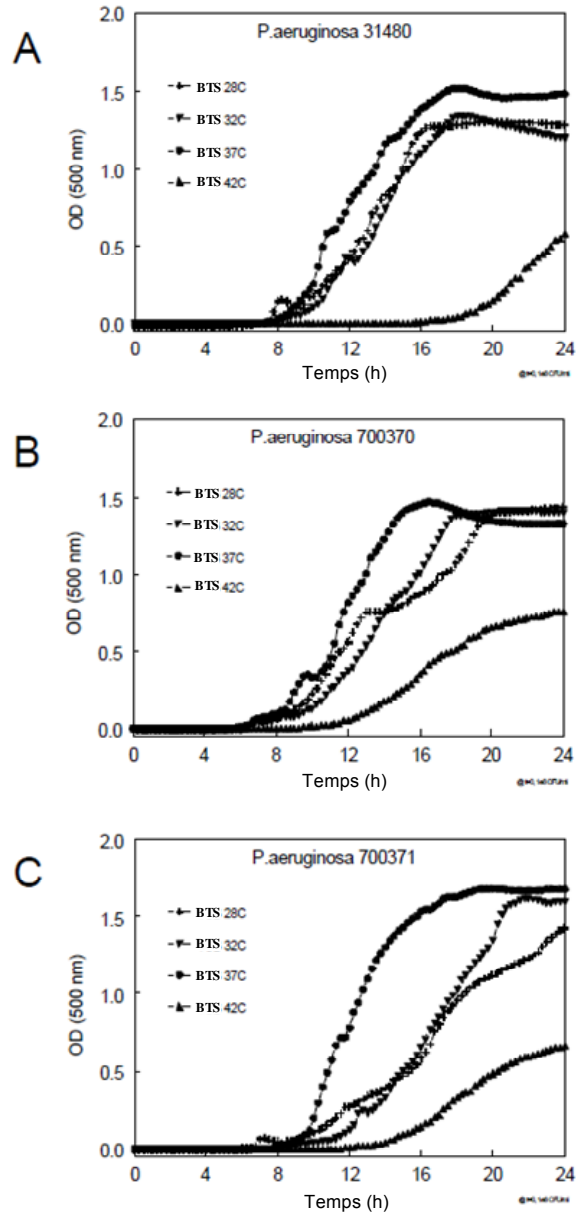 A
P.aeruginosa 31480
BTS 28C
BTS 32C
BTS 37C
BTS 42C
OD (500 nm)
2.0
1.5
1.0
0.5
0.0
0 4 8 12 16 20 24
Temps (h)
B
P.aeruginosa 700370
BTS 28C
BTS 32C
BTS 37C
BTS 42C
OD (500 nm)
2.0
1.5
1.0
0.5
0.0
0 4 8 12 16 20 24
Temps (h)
C
P.aeruginosa 700371
BTS 28C
BTS 32C
BTS 37C
BTS 42C
OD (500 nm)
2.0
1.5
1.0
0.5
0.0
0 4 8 12 16 20 24
Temps (h)